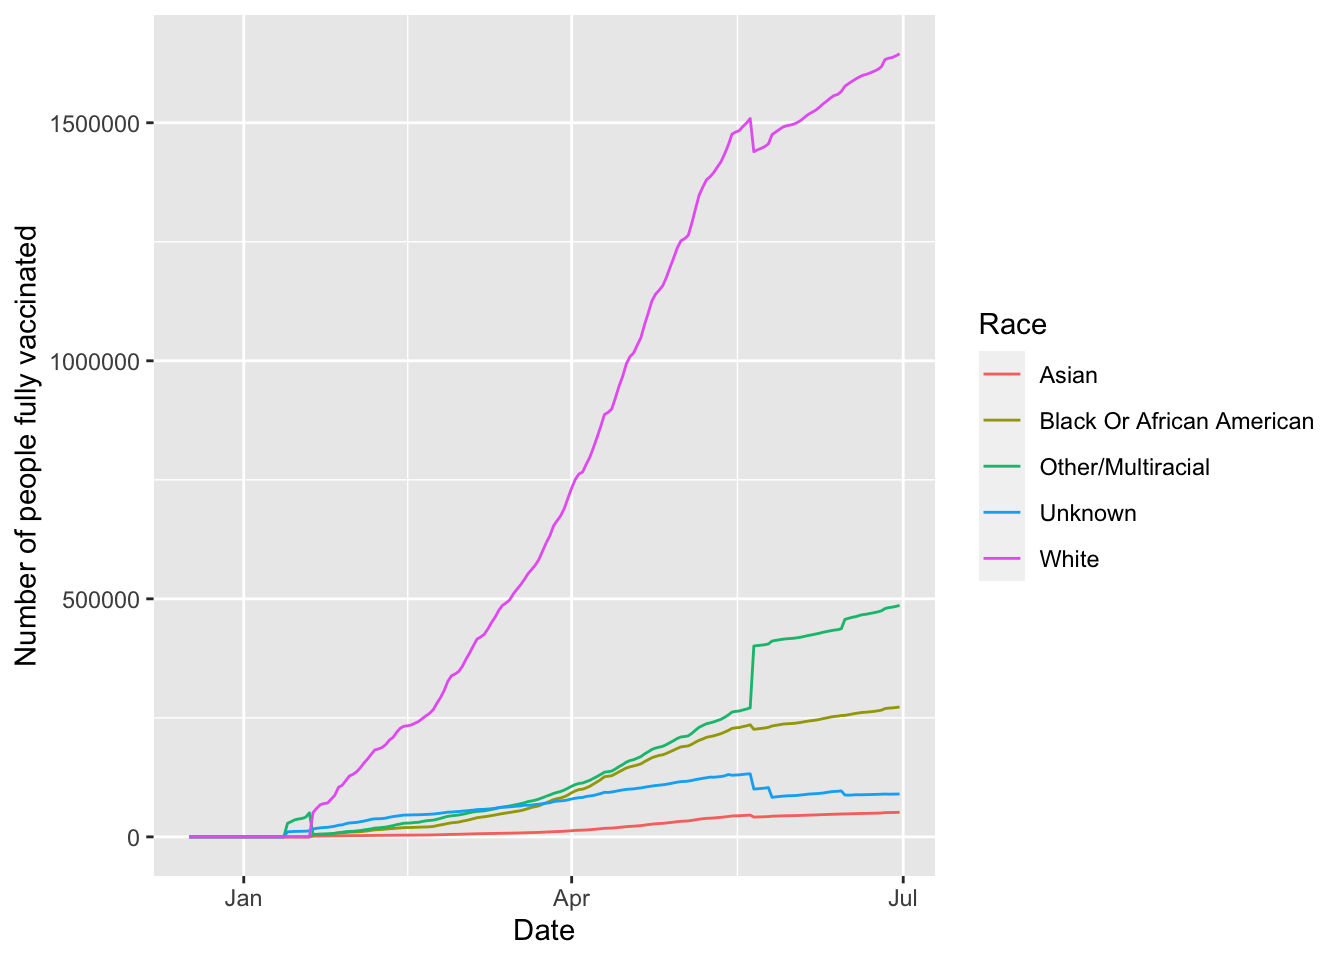 Number of people fully vaccinated
1500000
1000000
500000
0
Jan
Apr
Jul
Date
Race
Asian
Black Or African American
Other/Multiracial
Unknown
White